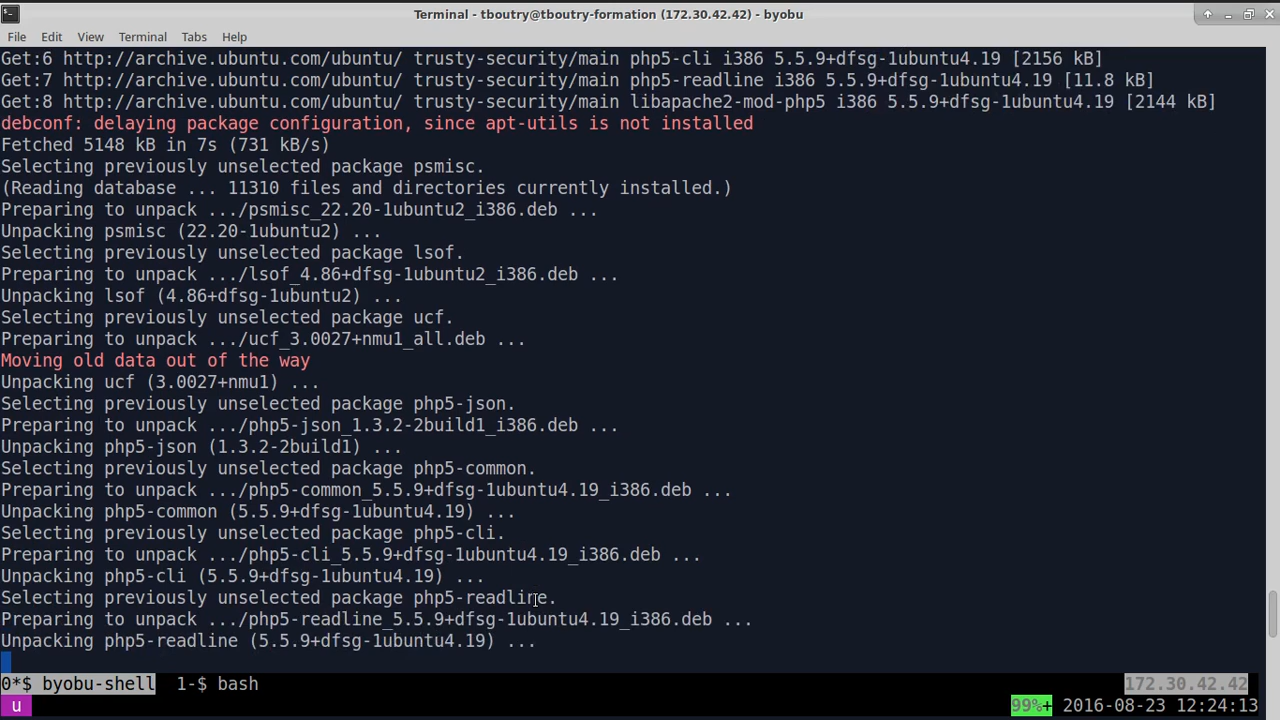 Terminal - tboutry@tboutry-formation (172.30.42.42) - byobu
File Edit View Terminal Tabs Help
Get:6 http://archive.ubuntu.com/ubuntu/ trusty-security/main php5-cli i386 5.5.9+dfsg-1ubuntu4.19 [2156 kB]
Get:7 http://archive.ubuntu.com/ubuntu/ trusty-security/main php5-readline i386 5.5.9+dfsg-1ubuntu4.19 [11.8 kB]
Get:8 http://archive.ubuntu.com/ubuntu/ trusty-security/main libapache2-mod-php5 i386 5.5.9+dfsg-1ubuntu4.19 [2144 kB]
debconf: delaying package configuration, since apt-utils is not installed
Fetched 5148 kB in 7s (731 kB/s)
Selecting previously unselected package psmisc.
(Reading database ... 11310 files and directories currently installed.)
Preparing to unpack .../psmisc_22.20-1ubuntu2_i386.deb ...
Unpacking psmisc (22.20-1ubuntu2) ...
Selecting previously unselected package lsof.
Preparing to unpack .../lsof_4.86+dfsg-1ubuntu2_i386.deb ...
Unpacking lsof (4.86+dfsg-1ubuntu2) ...
Selecting previously unselected package ucf.
Preparing to unpack .../ucf_3.0027+nmu1_all.deb ...
Moving old data out of the way
Unpacking ucf (3.0027+nmu1) ...
Selecting previously unselected package php5-json.
Preparing to unpack .../php5-json_1.3.2-2build1_i386.deb ...
Unpacking php5-json (1.3.2-2build1) ...
Selecting previously unselected package php5-common.
Preparing to unpack .../php5-common_5.5.9+dfsg-1ubuntu4.19_i386.deb ...
Unpacking php5-common (5.5.9+dfsg-1ubuntu4.19) ...
Selecting previously unselected package php5-cli.
Preparing to unpack .../php5-cli_5.5.9+dfsg-1ubuntu4.19_i386.deb ...
Unpacking php5-cli (5.5.9+dfsg-1ubuntu4.19) ...
Selecting previously unselected package php5-readline.
Preparing to unpack .../php5-readline_5.5.9+dfsg-1ubuntu4.19_i386.deb ...
Unpacking php5-readline (5.5.9+dfsg-1ubuntu4.19) ...
0*$ byobu-shell 1-$ bash 172.30.42.42
u 99%+ 2016-08-23 12:24:13